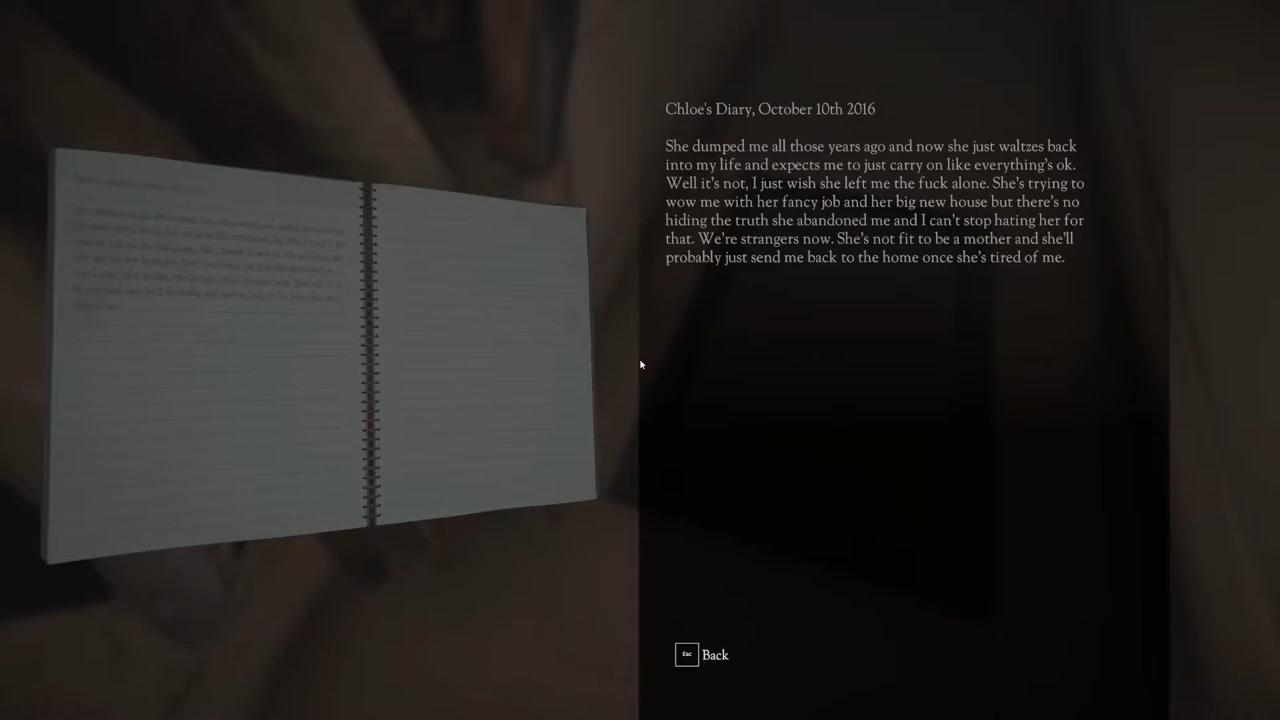 Chloe's Diary, October 10th 2016
She dumped me all those years ago and now she just waltzes back
into my life and expects me to just carry on like everything's ok.
Well it's not, I just wish she left me the fuck alone. She's trying to
wow me with her fancy job and her big new house but there's no
hiding the truth she abandoned me and I can't stop hating her for
that. We're strangers now. She's not fit to be a mother and she'll
probably just send me back to the home once she's tired of me.
Esc Back